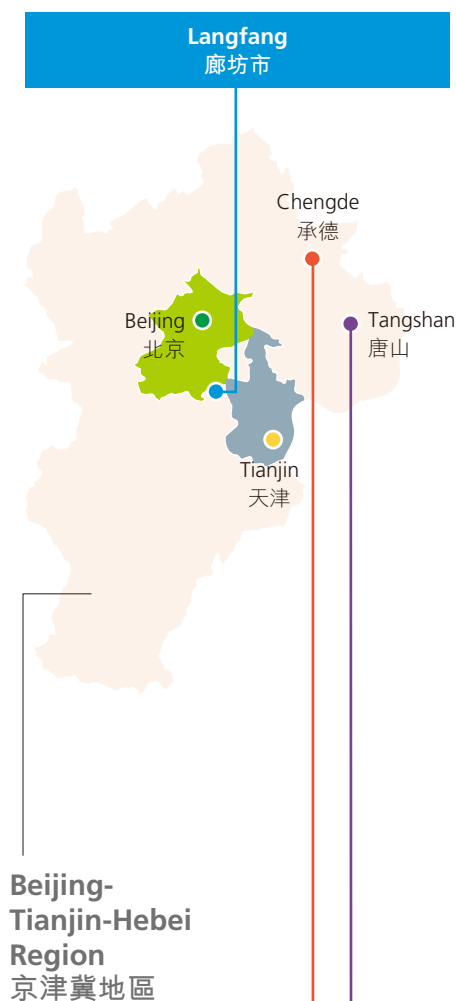 Langfang
廊坊市
Chengde
承德
Beijing
北京
Tangshan
唐山
Tianjin
天津
Beijing-
Tianjin-Hebei
Region
京津冀地區